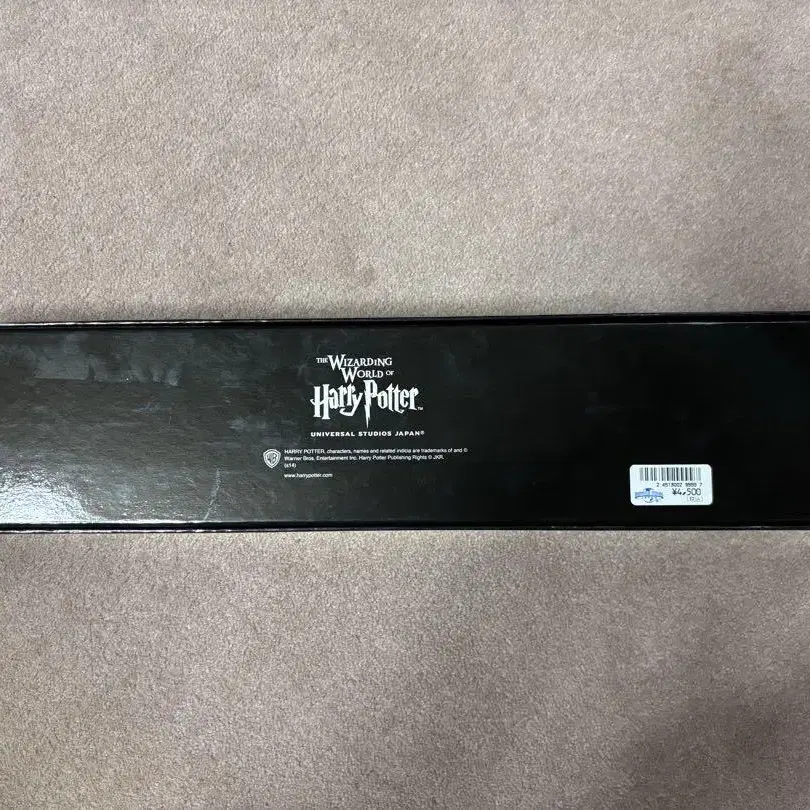 THE WIZARDING
WORLD OF
Harry Potter™
UNIVERSAL STUDIOS JAPAN®
HARRY POTTER, characters, names and related indicia are trademarks of and ©
Warner Bros. Entertainment Inc. Harry Potter Publishing Rights © JKR.
(s14)
www.harrypotter.com
¥4,500